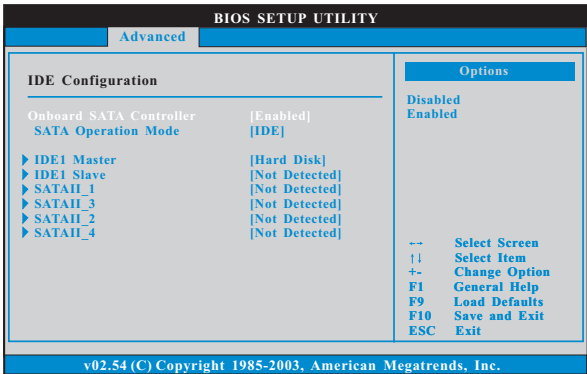 BIOS SETUP UTILITY
Advanced
IDE Configuration
Onboard SATA Controller [Enabled]
SATA Operation Mode [IDE]
IDE1 Master [Hard Disk]
IDE1 Slave [Not Detected]
SATAII_1 [Not Detected]
SATAII_3 [Not Detected]
SATAII_2 [Not Detected]
SATAII_4 [Not Detected]
Options
Disabled
Enabled
←→ Select Screen
↑↓ Select Item
+- Change Option
F1 General Help
F9 Load Defaults
F10 Save and Exit
ESC Exit
v02.54 (C) Copyright 1985-2003, American Megatrends, Inc.